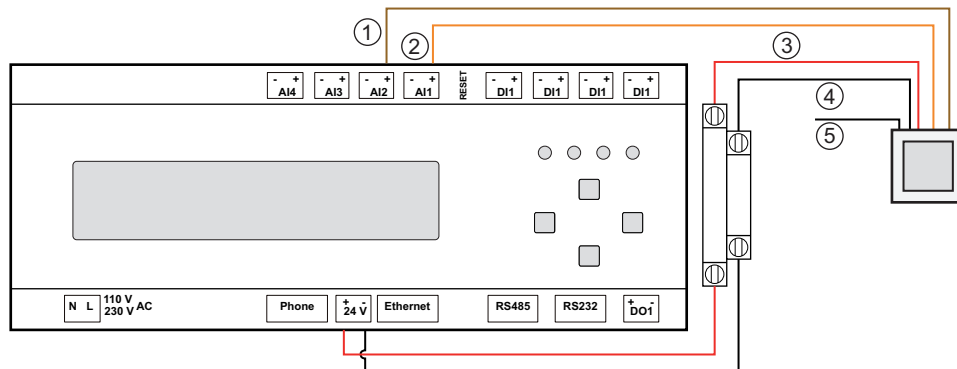 1
2
3
4
5
- + - + - + - + RESET - + - + - + - +
AI4 AI3 AI2 AI1 DI1 DI1 DI1 DI1
N L 110 V AC
230 V
Phone
+ -
24 V
Ethernet
RS485
RS232
+ -
DO1